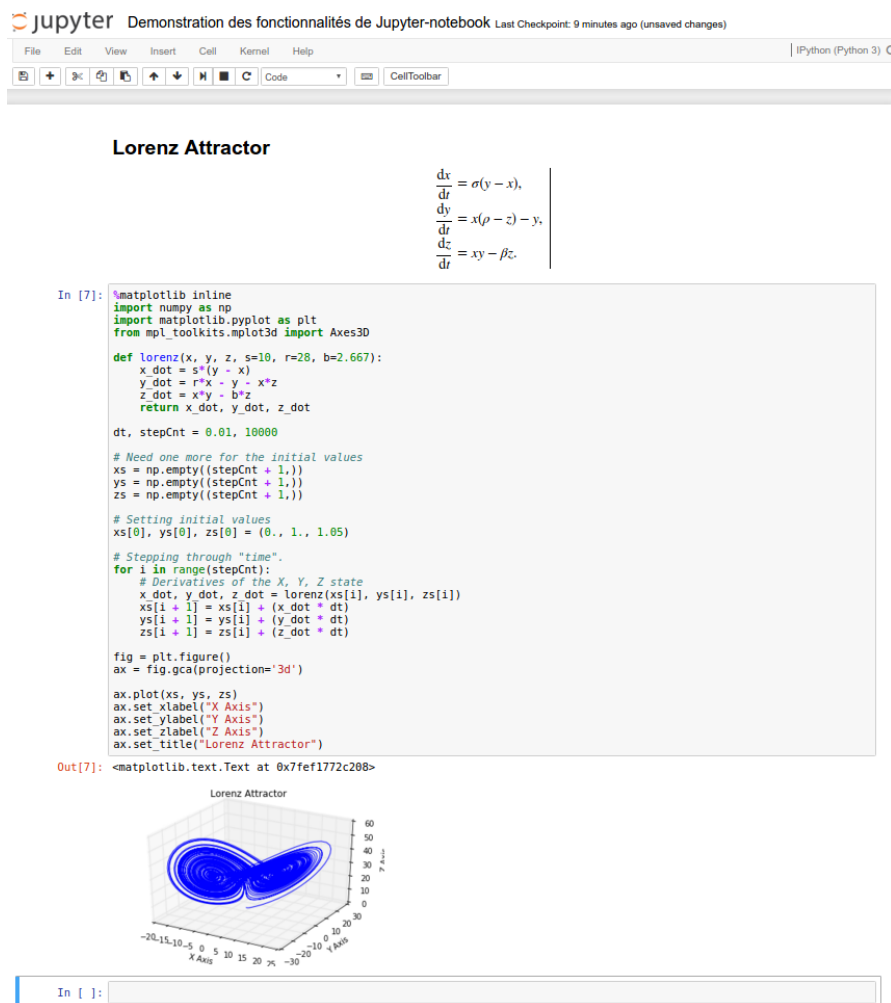 jupyter Demonstration des fonctionnalités de Jupyter-notebook Last Checkpoint: 9 minutes ago (unsaved changes)
File Edit View Insert Cell Kernel Help IPython (Python 3)
Code CellToolbar
Lorenz Attractor
dx/dt = σ(y − x),
dy/dt = x(ρ − z) − y,
dz/dt = xy − βz.
In [7]: %matplotlib inline
import numpy as np
import matplotlib.pyplot as plt
from mpl_toolkits.mplot3d import Axes3D
def lorenz(x, y, z, s=10, r=28, b=2.667):
    x_dot = s*(y - x)
    y_dot = r*x - y - x*z
    z_dot = x*y - b*z
    return x_dot, y_dot, z_dot
dt, stepCnt = 0.01, 10000
# Need one more for the initial values
xs = np.empty((stepCnt + 1,))
ys = np.empty((stepCnt + 1,))
zs = np.empty((stepCnt + 1,))
# Setting initial values
xs[0], ys[0], zs[0] = (0., 1., 1.05)
# Stepping through "time".
for i in range(stepCnt):
    # Derivatives of the X, Y, Z state
    x_dot, y_dot, z_dot = lorenz(xs[i], ys[i], zs[i])
    xs[i + 1] = xs[i] + (x_dot * dt)
    ys[i + 1] = ys[i] + (y_dot * dt)
    zs[i + 1] = zs[i] + (z_dot * dt)
fig = plt.figure()
ax = fig.gca(projection='3d')
ax.plot(xs, ys, zs)
ax.set_xlabel("X Axis")
ax.set_ylabel("Y Axis")
ax.set_zlabel("Z Axis")
ax.set_title("Lorenz Attractor")
Out[7]: <matplotlib.text.Text at 0x7fef1772c208>
Lorenz Attractor
60
50
40
30
20
10
0
Z Axis
-20 -15 -10 -5 0 5 10 15 20 25
X Axis
-30 -20 -10 0 10 20 30
Y Axis
In [ ]: